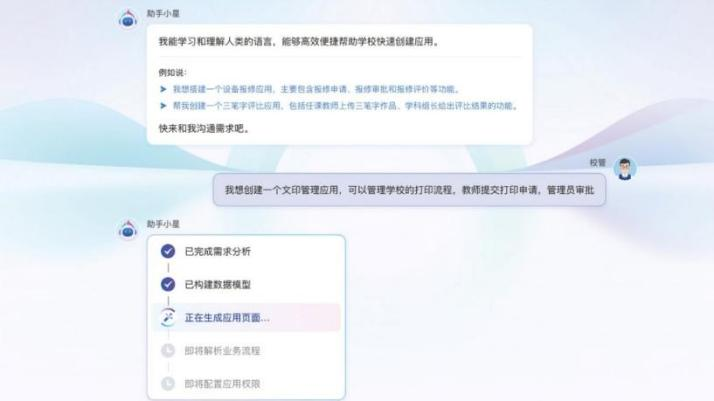 助手小星
我能学习和理解人类的语言，能够高效便捷帮助学校快速创建应用。
例如说：
我想搭建一个设备报修应用，主要包含报修申请、报修审批和报修评价等功能。
帮我创建一个三笔字评比应用，包括任课教师上传三笔字作品、学科组长给出评比结果的功能。
快来和我沟通需求吧。
校管
我想创建一个文印管理应用，可以管理学校的打印流程，教师提交打印申请，管理员审批
助手小星
已完成需求分析
已构建数据模型
正在生成应用页面...
即将解析业务流程
即将配置应用权限